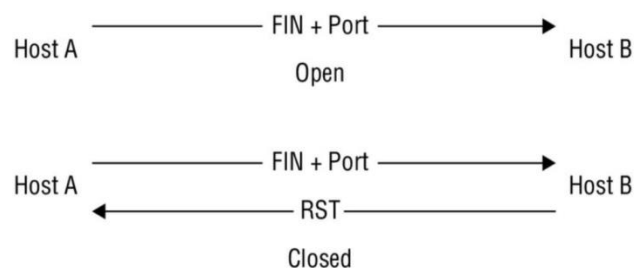 FIN + Port
Host A
Host B
Open
FIN + Port
Host A
Host B
RST
Closed